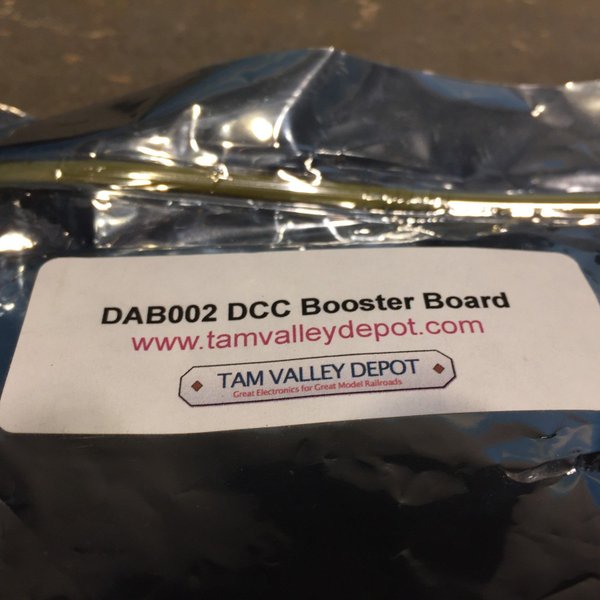 DAB002 DCC Booster Board
www.tamvalleydepot.com
TAM VALLEY DEPOT
Great Electronics for Great Model Railroads